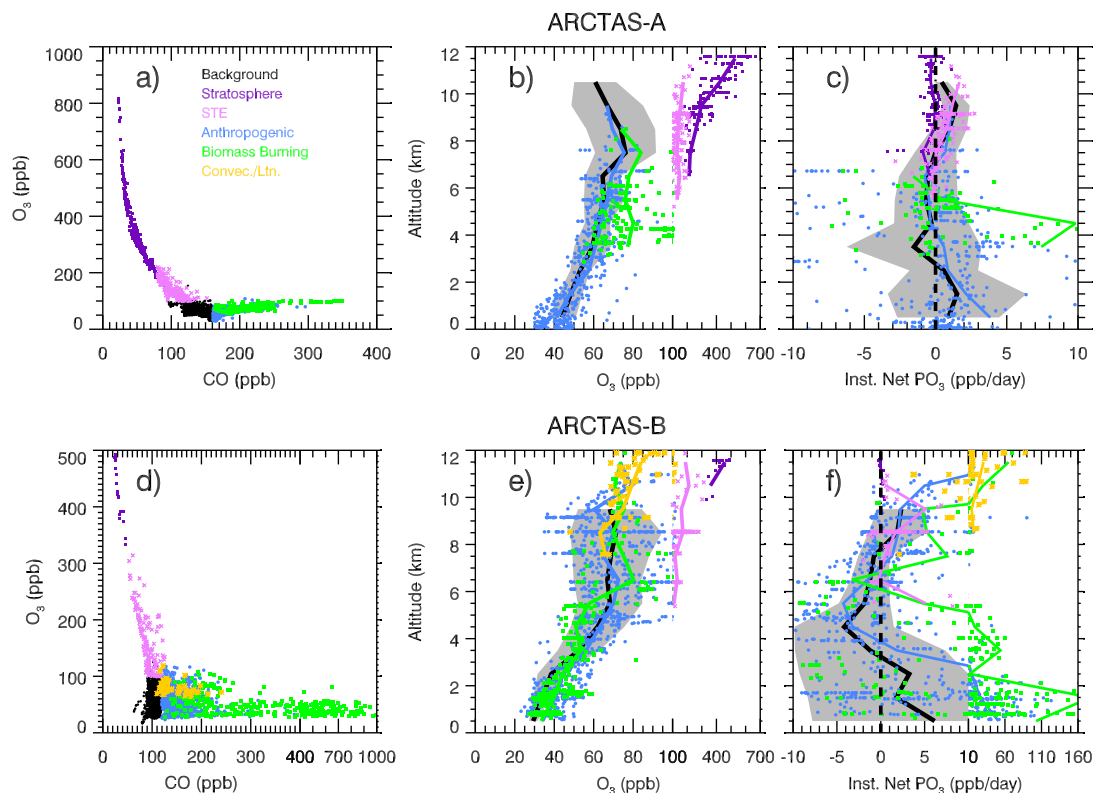 ARCTAS-A
a)
Background
Stratosphere
STE
Anthropogenic
Biomass Burning
Convec./Ltn.
O3 (ppb)
1000
800
600
400
200
0
0 100 200 300 400
CO (ppb)
b)
Altitude (km)
12
10
8
6
4
2
0
0 20 40 60 80 100 400 700
O3 (ppb)
c)
-10 -5 0 5 10
Inst. Net PO3 (ppb/day)
ARCTAS-B
d)
O3 (ppb)
500
400
300
200
100
0
0 100 200 300 400 700 1000
CO (ppb)
e)
Altitude (km)
12
10
8
6
4
2
0
0 20 40 60 80 100 400 700
O3 (ppb)
f)
-10 -5 0 5 10 60 110 160
Inst. Net PO3 (ppb/day)